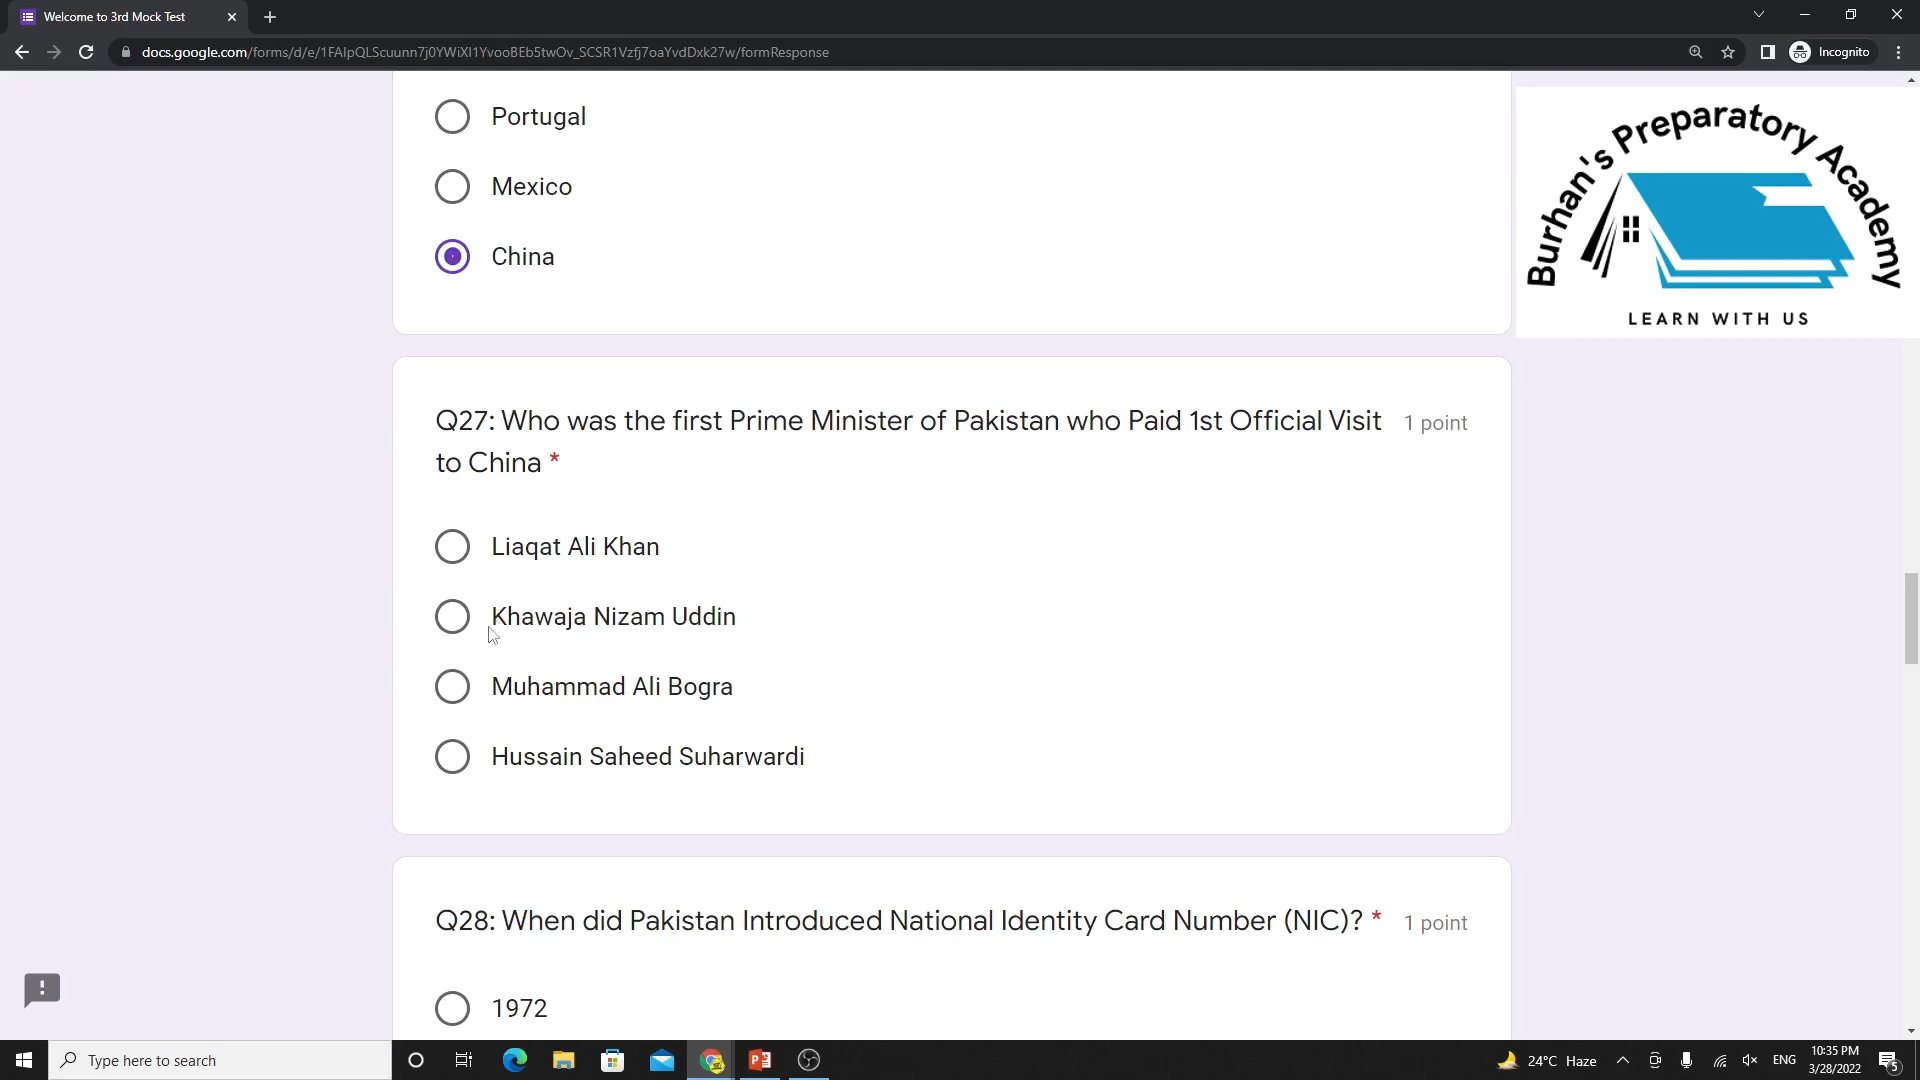 Welcome to 3rd Mock Test
docs.google.com/forms/d/e/1FAIpQLScuunn7j0YWiXI1YvooBEb5twOv_SCSR1Vzfj7oaYvdDxk27w/formResponse
Incognito
Portugal
Mexico
China
Burhan's Preparatory Academy
LEARN WITH US
Q27: Who was the first Prime Minister of Pakistan who Paid 1st Official Visit
to China *
1 point
Liaqat Ali Khan
Khawaja Nizam Uddin
Muhammad Ali Bogra
Hussain Saheed Suharwardi
Q28: When did Pakistan Introduced National Identity Card Number (NIC)? *
1 point
1972
Type here to search
24°C Haze
ENG
10:35 PM
3/28/2022
5